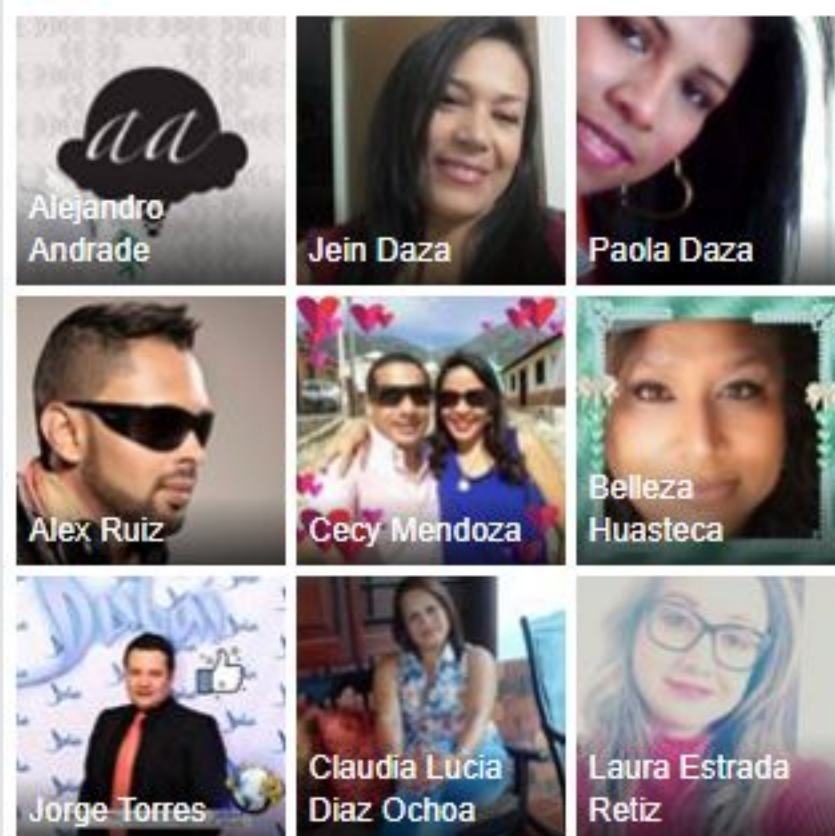 aa
Alejandro
Andrade
Jein Daza
Paola Daza
Alex Ruiz
Cecy Mendoza
Belleza
Huasteca
Jorge Torres
Claudia Lucia
Diaz Ochoa
Laura Estrada
Retiz